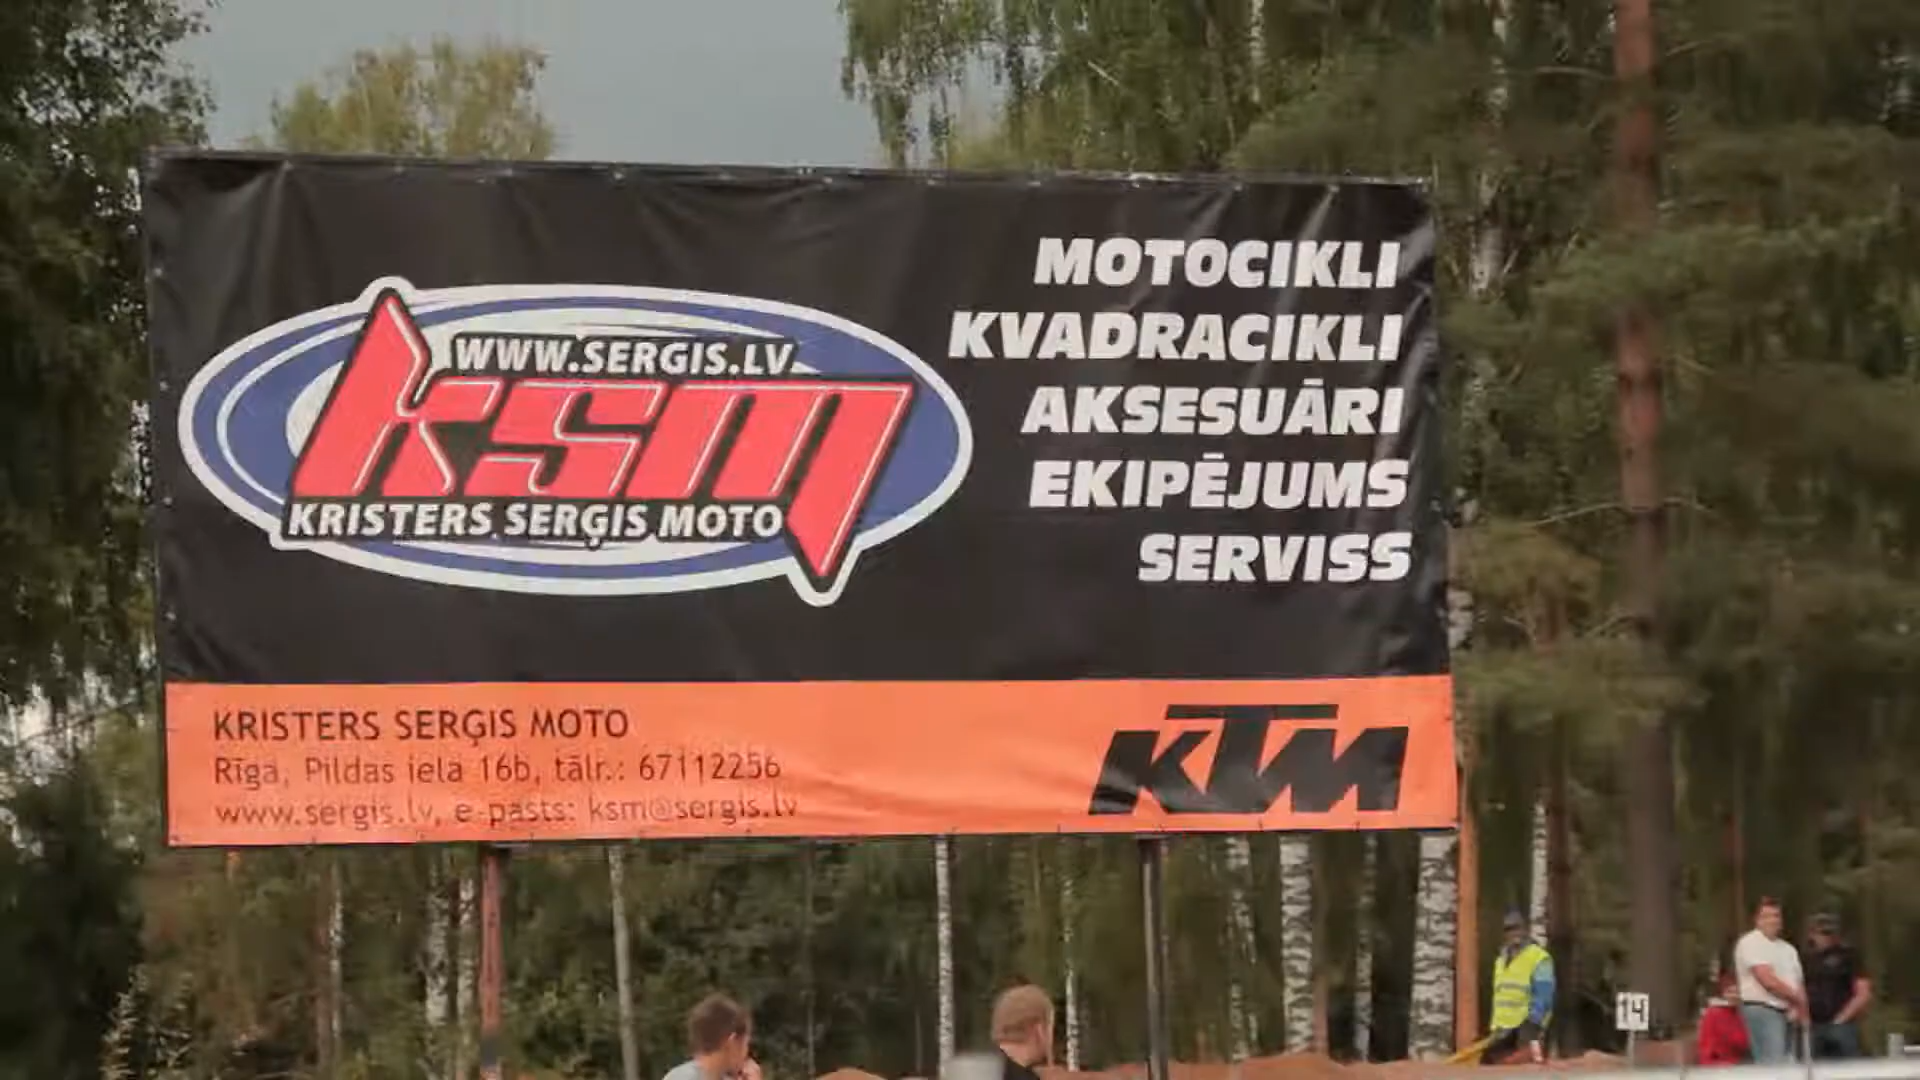 WWW.SERGIS.LV
ksm
KRISTERS SERĢIS MOTO
MOTOCIKLI
KVADRACIKLI
AKSESUĀRI
EKIPĒJUMS
SERVISS
KRISTERS SERĢIS MOTO
Rīga, Pildas iela 16b, tālr.: 67112256
www.sergis.lv, e-pasts: ksm@sergis.lv
KTM
14